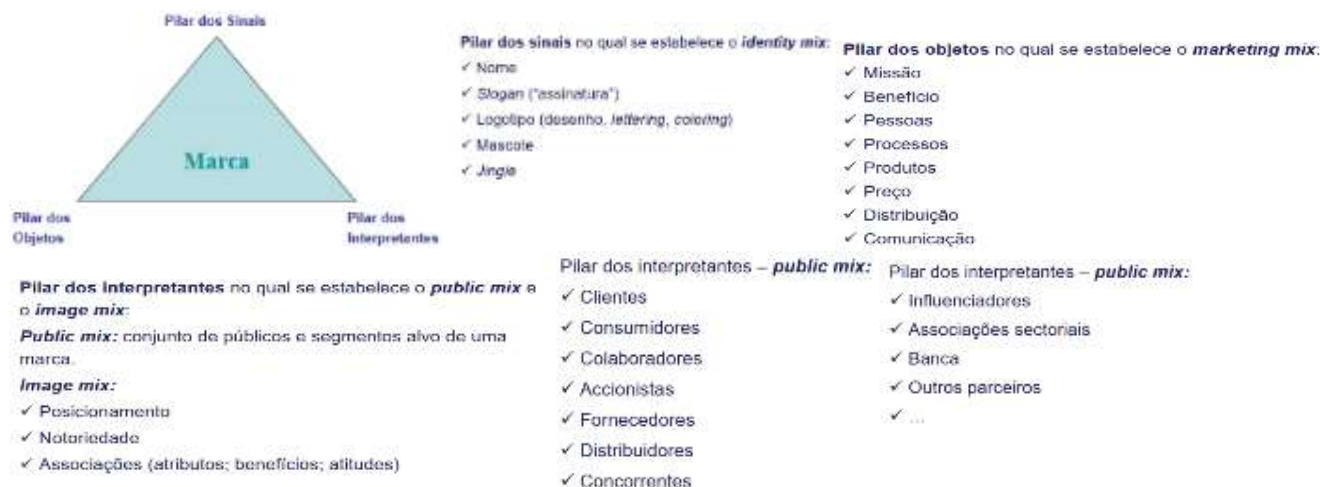 Pilar dos Sinais
Marca
Pilar dos
Objetos
Pilar dos
Interpretantes
Pilar dos sinais no qual se estabelece o identity mix:
✓ Nome
✓ Slogan ("assinatura")
✓ Logotipo (desenho, lettering, coloring)
✓ Mascote
✓ Jingle
Pilar dos objetos no qual se estabelece o marketing mix:
✓ Missão
✓ Benefício
✓ Pessoas
✓ Processos
✓ Produtos
✓ Preço
✓ Distribuição
✓ Comunicação
Pilar dos interpretantes no qual se estabelece o public mix e
o image mix:
Public mix: conjunto de públicos e segmentos alvo de uma
marca.
Image mix:
✓ Posicionamento
✓ Notoriedade
✓ Associações (atributos; benefícios; atitudes)
Pilar dos interpretantes – public mix:
✓ Clientes
✓ Consumidores
✓ Colaboradores
✓ Accionistas
✓ Fornecedores
✓ Distribuidores
✓ Concorrentes
Pilar dos interpretantes – public mix:
✓ Influenciadores
✓ Associações sectoriais
✓ Banca
✓ Outros parceiros
✓ ...